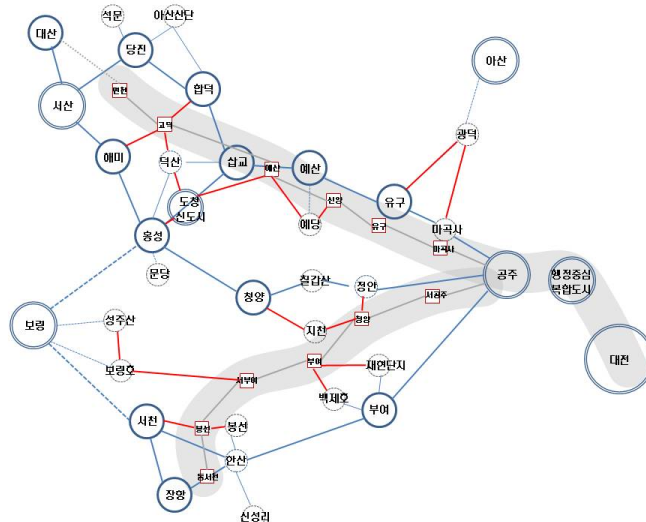 석문
아산신단
대산
당진
아산
서산
합덕
면천
고덕
광덕
해미
덕산
삽교
예산
예산
도청
신도시
신양
유구
유구
예당
마곡사
마곡사
홍성
문당
공주
행정중심
복합도시
칠갑산
정안
청양
서공주
보령
성주산
지천
청양
대전
보령호
부여
재현단지
서부여
백제호
부여
서천
봉선
봉선
안산
동서천
장항
신성리